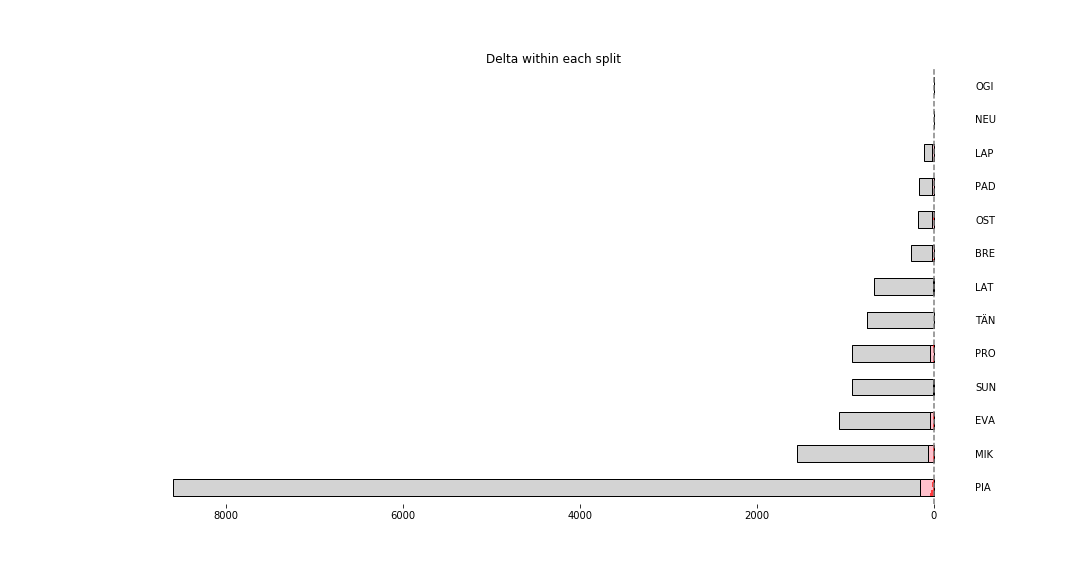 Delta within each split
OGI
NEU
LAP
PAD
OST
BRE
LAT
TÄN
PRO
SUN
EVA
MIK
PIA
8000 6000 4000 2000 0